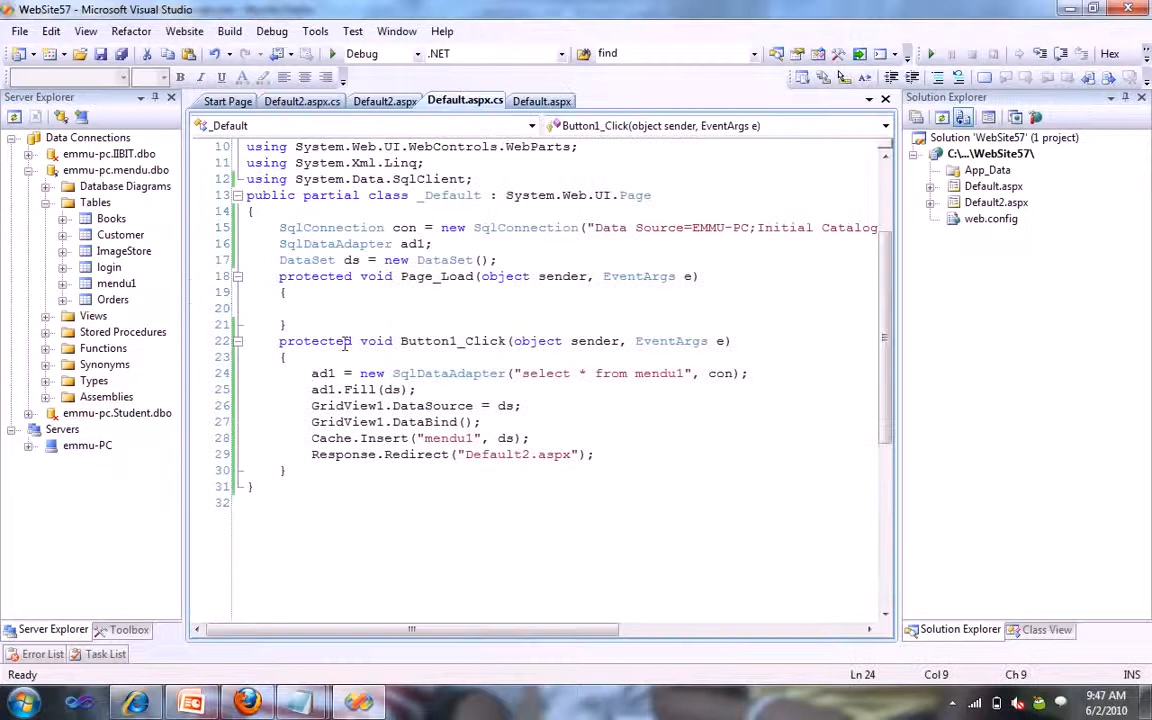 WebSite57 - Microsoft Visual Studio
File Edit View Refactor Website Build Debug Tools Test Window Help
Debug .NET find Hex
Server Explorer
Start Page Default2.aspx.cs Default2.aspx Default.aspx.cs Default.aspx
Solution Explorer
_Default Button1_Click(object sender, EventArgs e)
Data Connections
emmu-pc.IIBIT.dbo
emmu-pc.mendu.dbo
Database Diagrams
Tables
Books
Customer
ImageStore
login
mendu1
Orders
Views
Stored Procedures
Functions
Synonyms
Types
Assemblies
emmu-pc.Student.dbo
Servers
emmu-PC
Server Explorer Toolbox
10 using System.Web.UI.WebControls.WebParts;
11 using System.Xml.Linq;
12 using System.Data.SqlClient;
13 public partial class _Default : System.Web.UI.Page
14 {
15 SqlConnection con = new SqlConnection("Data Source=EMMU-PC;Initial Catalog
16 SqlDataAdapter ad1;
17 DataSet ds = new DataSet();
18 protected void Page_Load(object sender, EventArgs e)
19 {
20
21 }
22 protected void Button1_Click(object sender, EventArgs e)
23 {
24 ad1 = new SqlDataAdapter("select * from mendu1", con);
25 ad1.Fill(ds);
26 GridView1.DataSource = ds;
27 GridView1.DataBind();
28 Cache.Insert("mendu1", ds);
29 Response.Redirect("Default2.aspx");
30 }
31 }
32
Solution 'WebSite57' (1 project)
C:\...\WebSite57\
App_Data
Default.aspx
Default2.aspx
web.config
Solution Explorer Class View
Error List Task List
Ready Ln 24 Col 9 Ch 9 INS
9:47 AM
6/2/2010